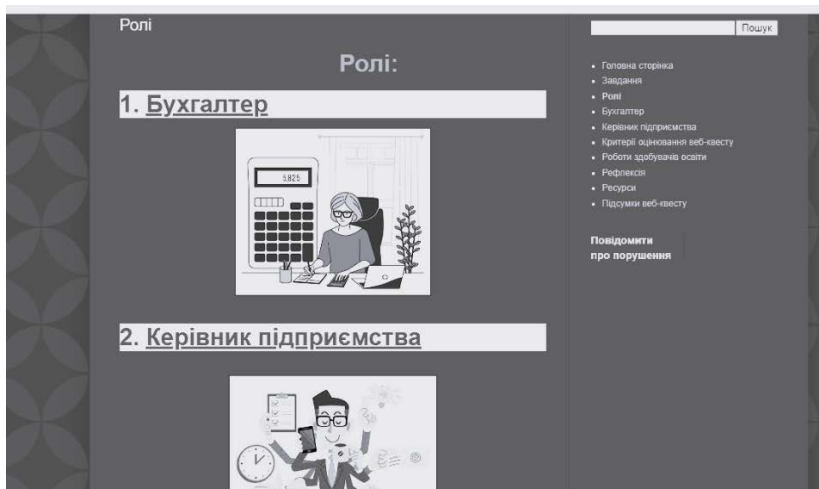 Ролі
Ролі:
1. Бухгалтер
5,825
2. Керівник підприємства
Пошук
Головна сторінка
Завдання
Ролі
Бухгалтер
Керівник підприємства
Критерії оцінювання веб-квесту
Роботи здобувачів освіти
Рефлексія
Ресурси
Підсумки веб-квесту
Повідомити
про порушення